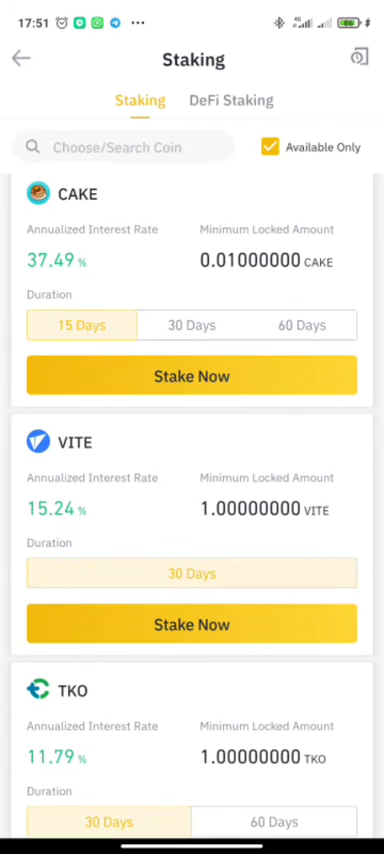 17:51
4G
Staking
Staking DeFi Staking
Choose/Search Coin Available Only
CAKE
Annualized Interest Rate Minimum Locked Amount
37.49 % 0.01000000 CAKE
Duration
15 Days 30 Days 60 Days
Stake Now
VITE
Annualized Interest Rate Minimum Locked Amount
15.24 % 1.00000000 VITE
Duration
30 Days
Stake Now
TKO
Annualized Interest Rate Minimum Locked Amount
11.79 % 1.00000000 TKO
Duration
30 Days 60 Days